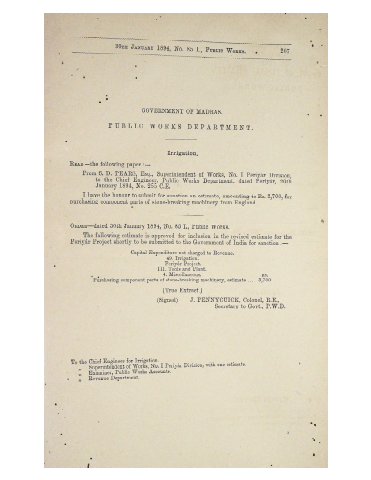 30TH JANUARY 1894, No. 85 I., PUBLIC WORKS. 267
GOVERNMENT OF MADRAS.
PUBLIC WORKS DEPARTMENT.
Irrigation.
READ—the following paper:—
From S. D. PEARS, Esq., Superintendent of Works, No. I Periyar Division,
to the Chief Engineer, Public Works Department, dated Periyar,
January 1894, No. 255 C.E.
I have the honour to submit for sanction an estimate, amounting to Rs. 3,700, for
purchasing component parts of stone-breaking machinery from England.
ORDER—dated 30th January 1894, No. 85 I., PUBLIC WORKS.
The following estimate is approved for inclusion in the revised estimate for the
Periyar Project shortly to be submitted to the Government of India for sanction:—
Capital Expenditure not charged to Revenue.
49. Irrigation.
Periyar Project.
III. Tools and Plant.
4. Miscellaneous. RS.
Purchasing component parts of stone-breaking machinery, estimate ... 3,700
(True Extract.)
(Signed) J. PENNYCUICK, Colonel, R.E.,
Secretary to Govt., P.W.D.
To the Chief Engineer for Irrigation.
„ Superintendent of Works, No. I Periyar Division, with one estimate.
„ Examiner, Public Works Accounts.
„ Revenue Department.